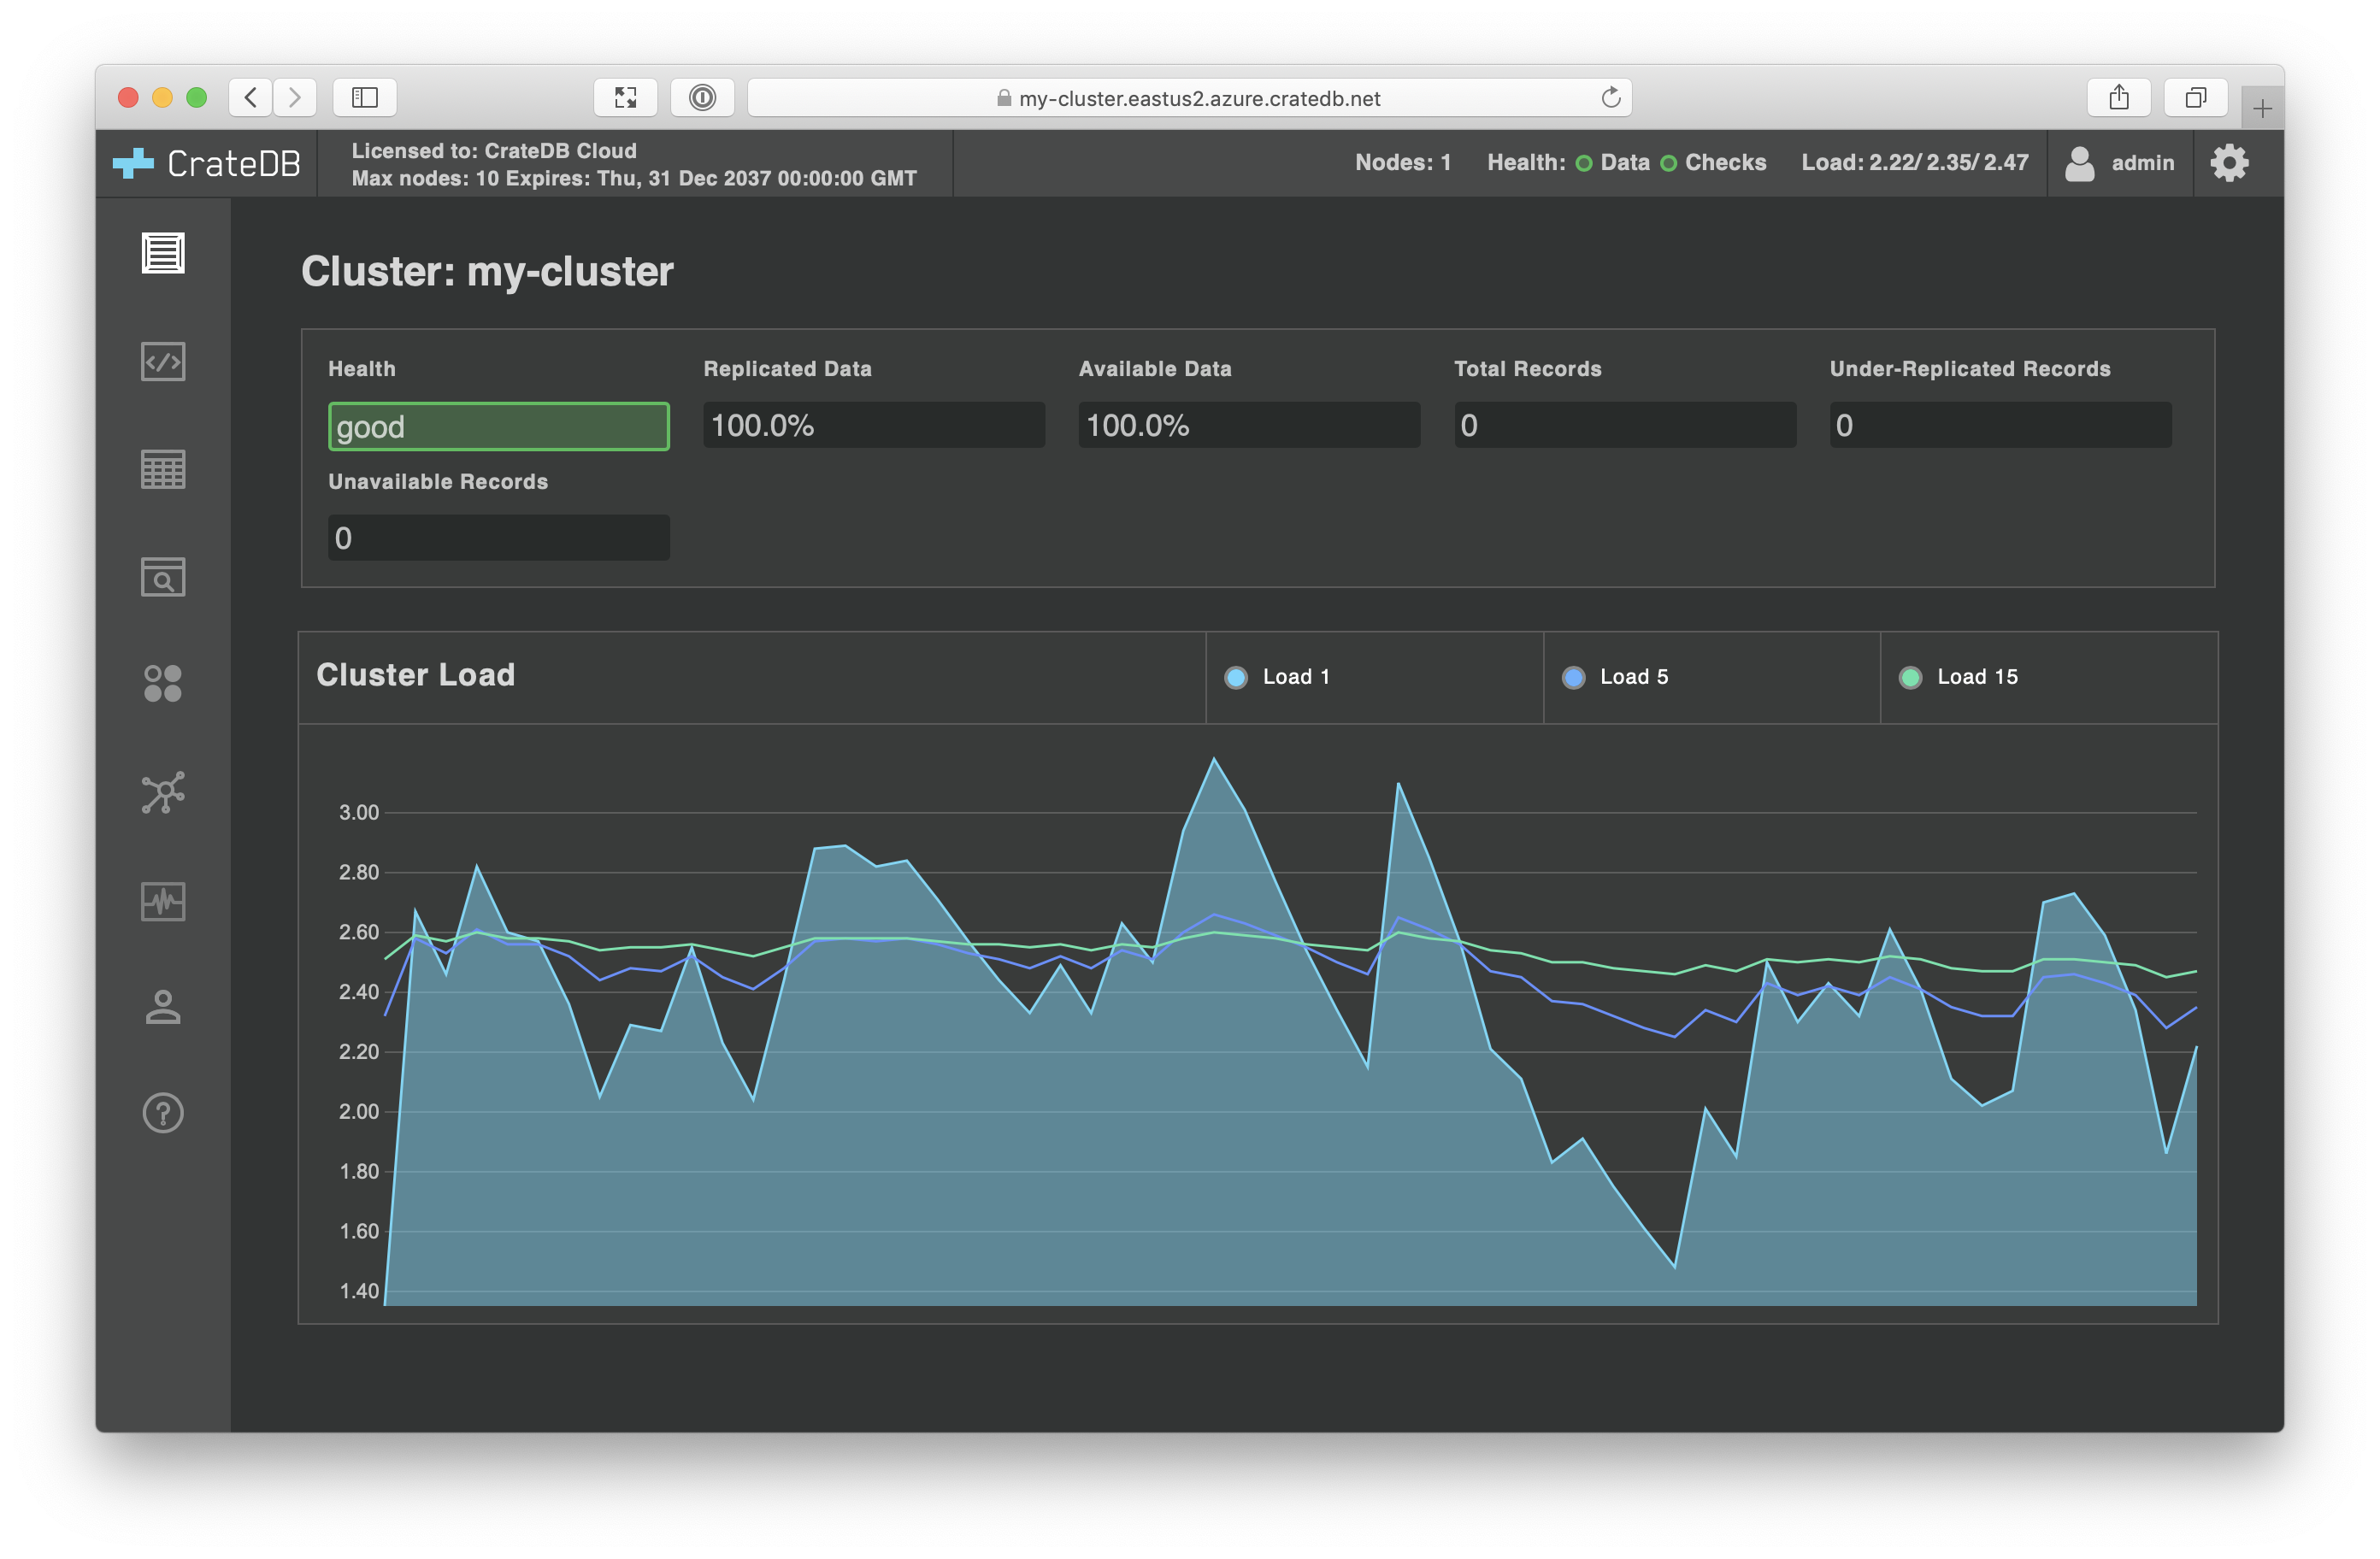 my-cluster.eastus2.azure.cratedb.net
CrateDB
Licensed to: CrateDB Cloud
Max nodes: 10 Expires: Thu, 31 Dec 2037 00:00:00 GMT
Nodes: 1 Health: Data Checks Load: 2.22/ 2.35/ 2.47
admin
Cluster: my-cluster
Health Replicated Data Available Data Total Records Under-Replicated Records
good 100.0% 100.0% 0 0
Unavailable Records
0
Cluster Load Load 1 Load 5 Load 15
3.00
2.80
2.60
2.40
2.20
2.00
1.80
1.60
1.40